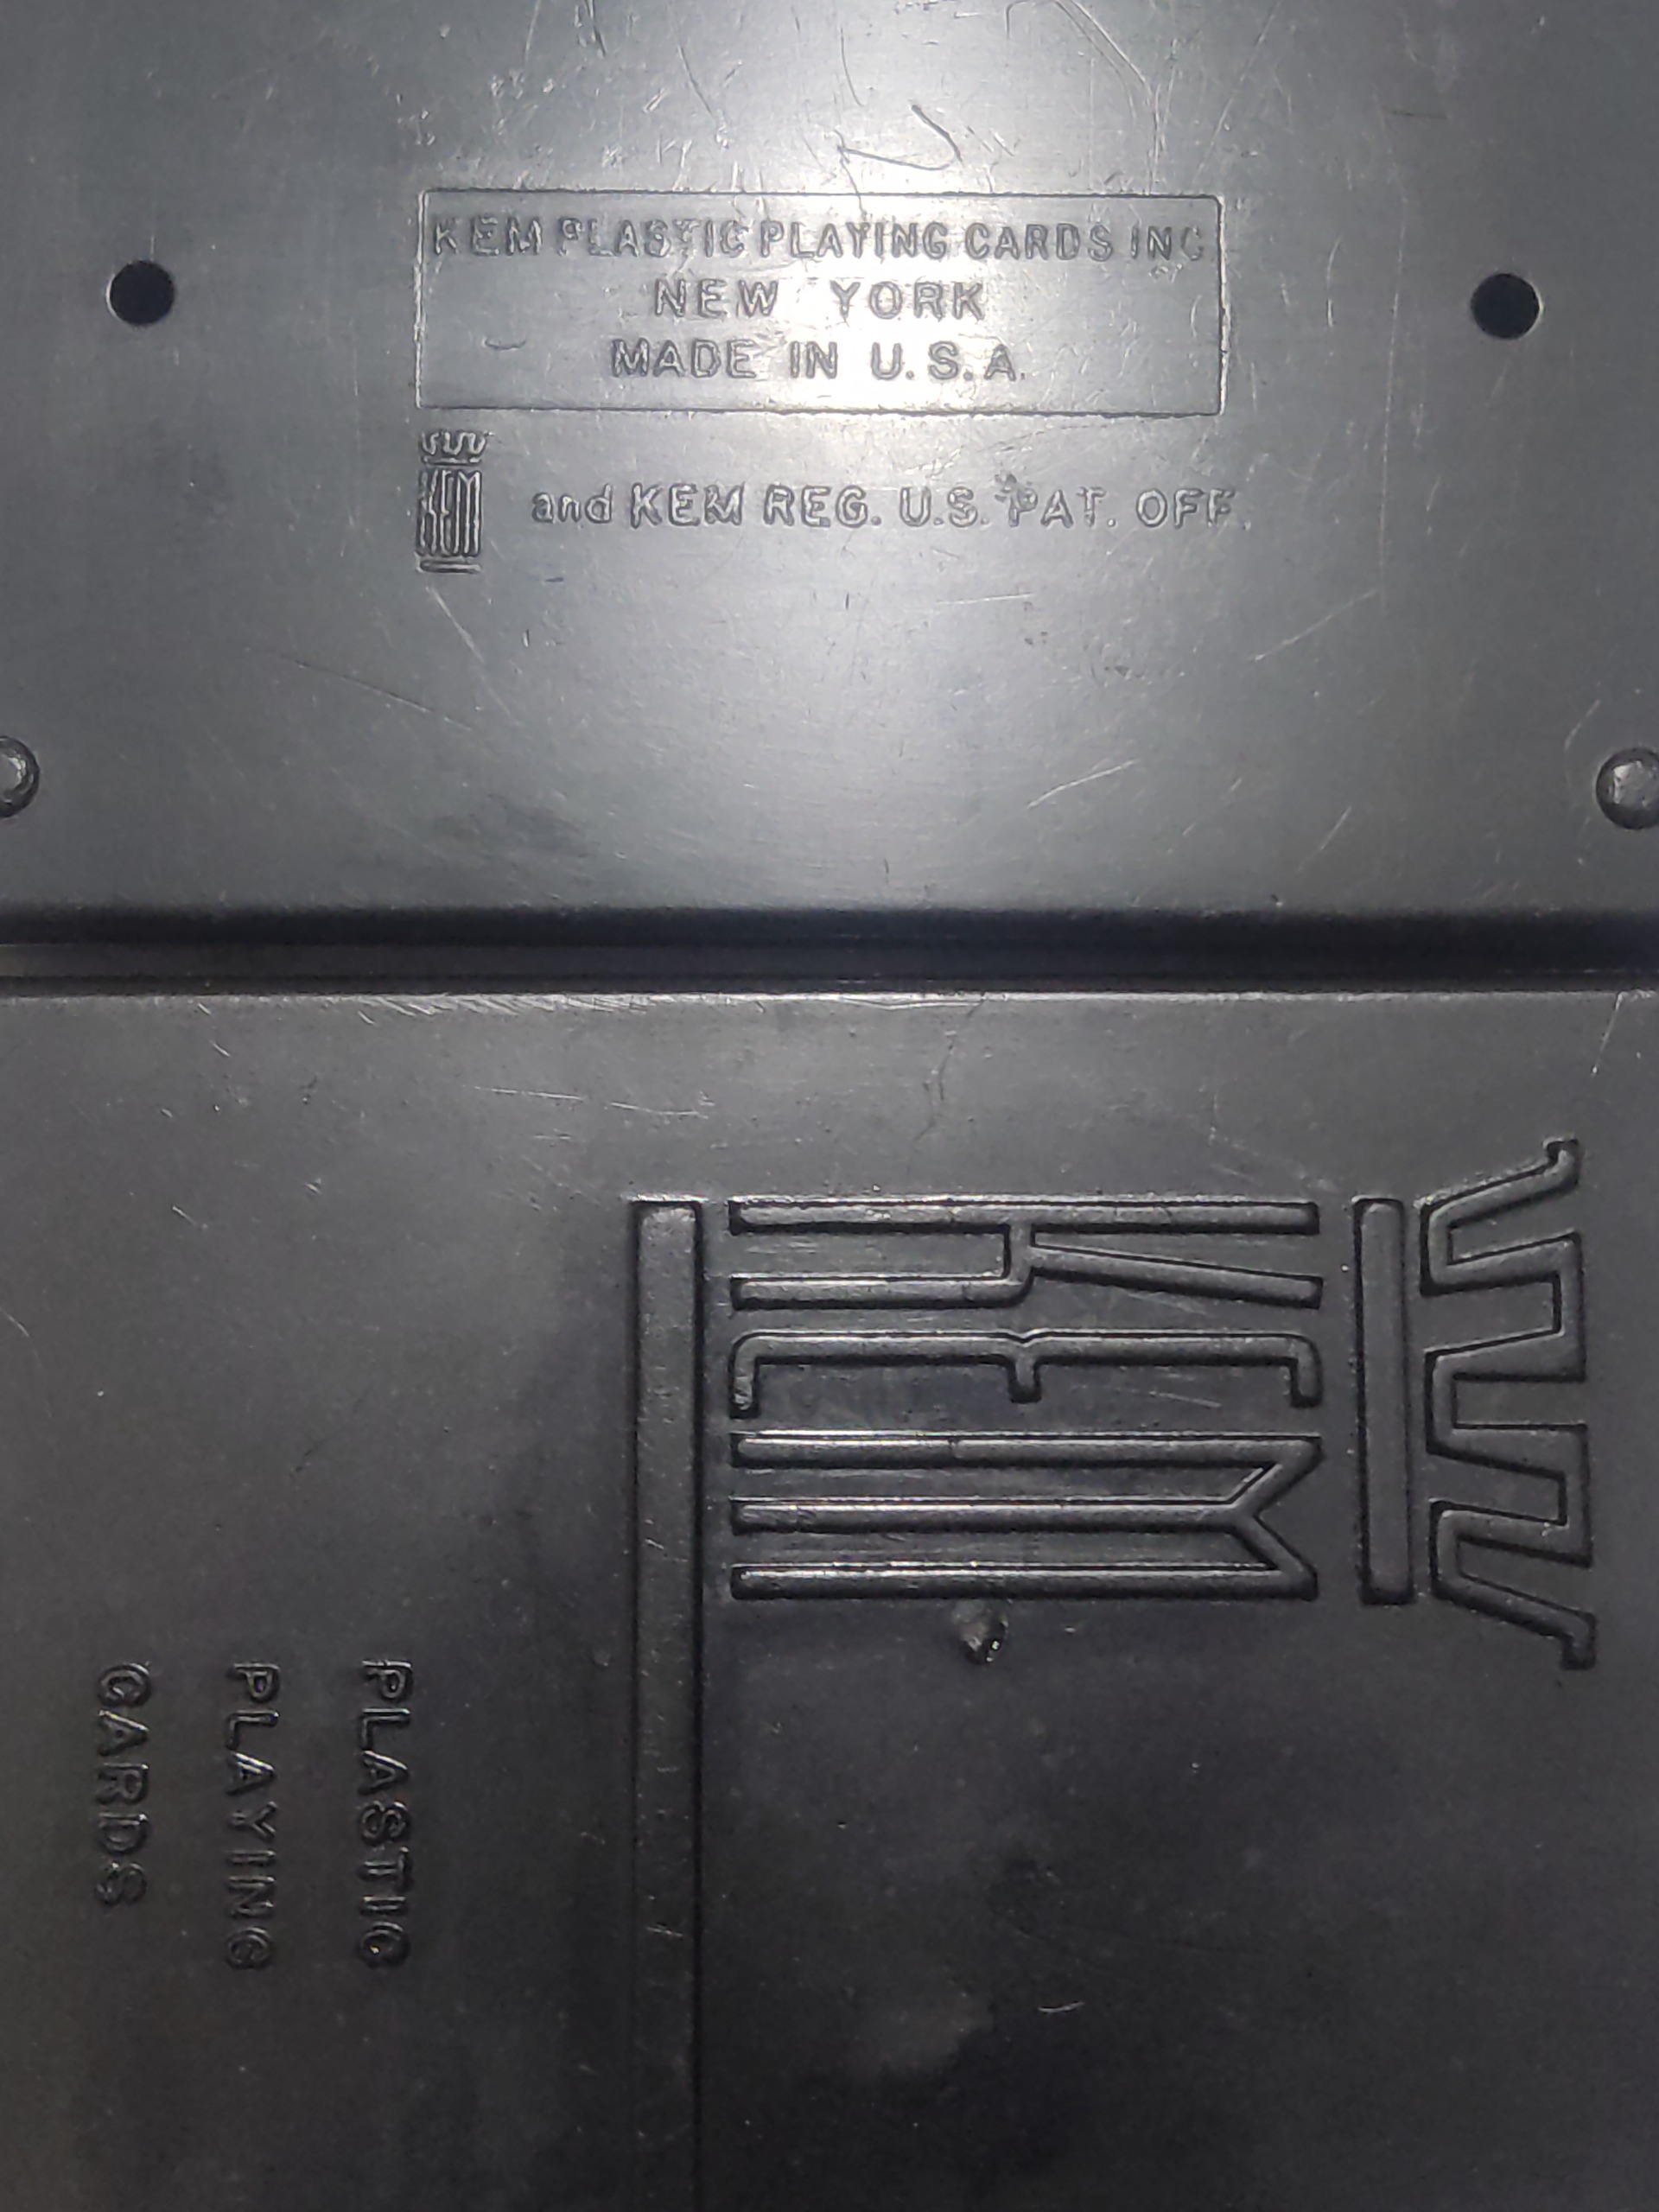 KEM PLASTIC PLAYING CARDS INC
NEW YORK
MADE IN U.S.A.
KEM and KEM REG. U.S. PAT. OFF.
KEM
PLASTIC
PLAYING
CARDS